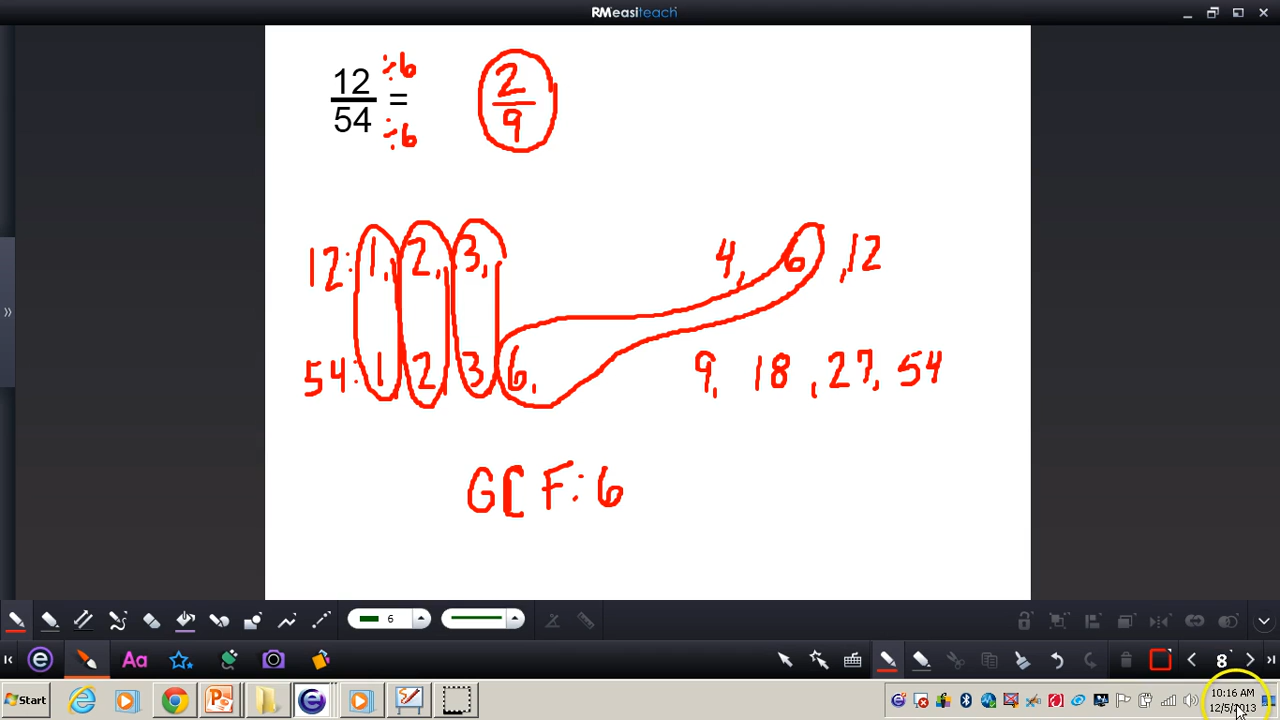 RMeasiteach
12 ÷6
— = 2/9
54 ÷6
12: 1, 2, 3, 4, 6, 12
54: 1 2 3 6, 9, 18, 27, 54
GCF: 6
6
Aa
8
Start
10:16 AM
12/5/2013